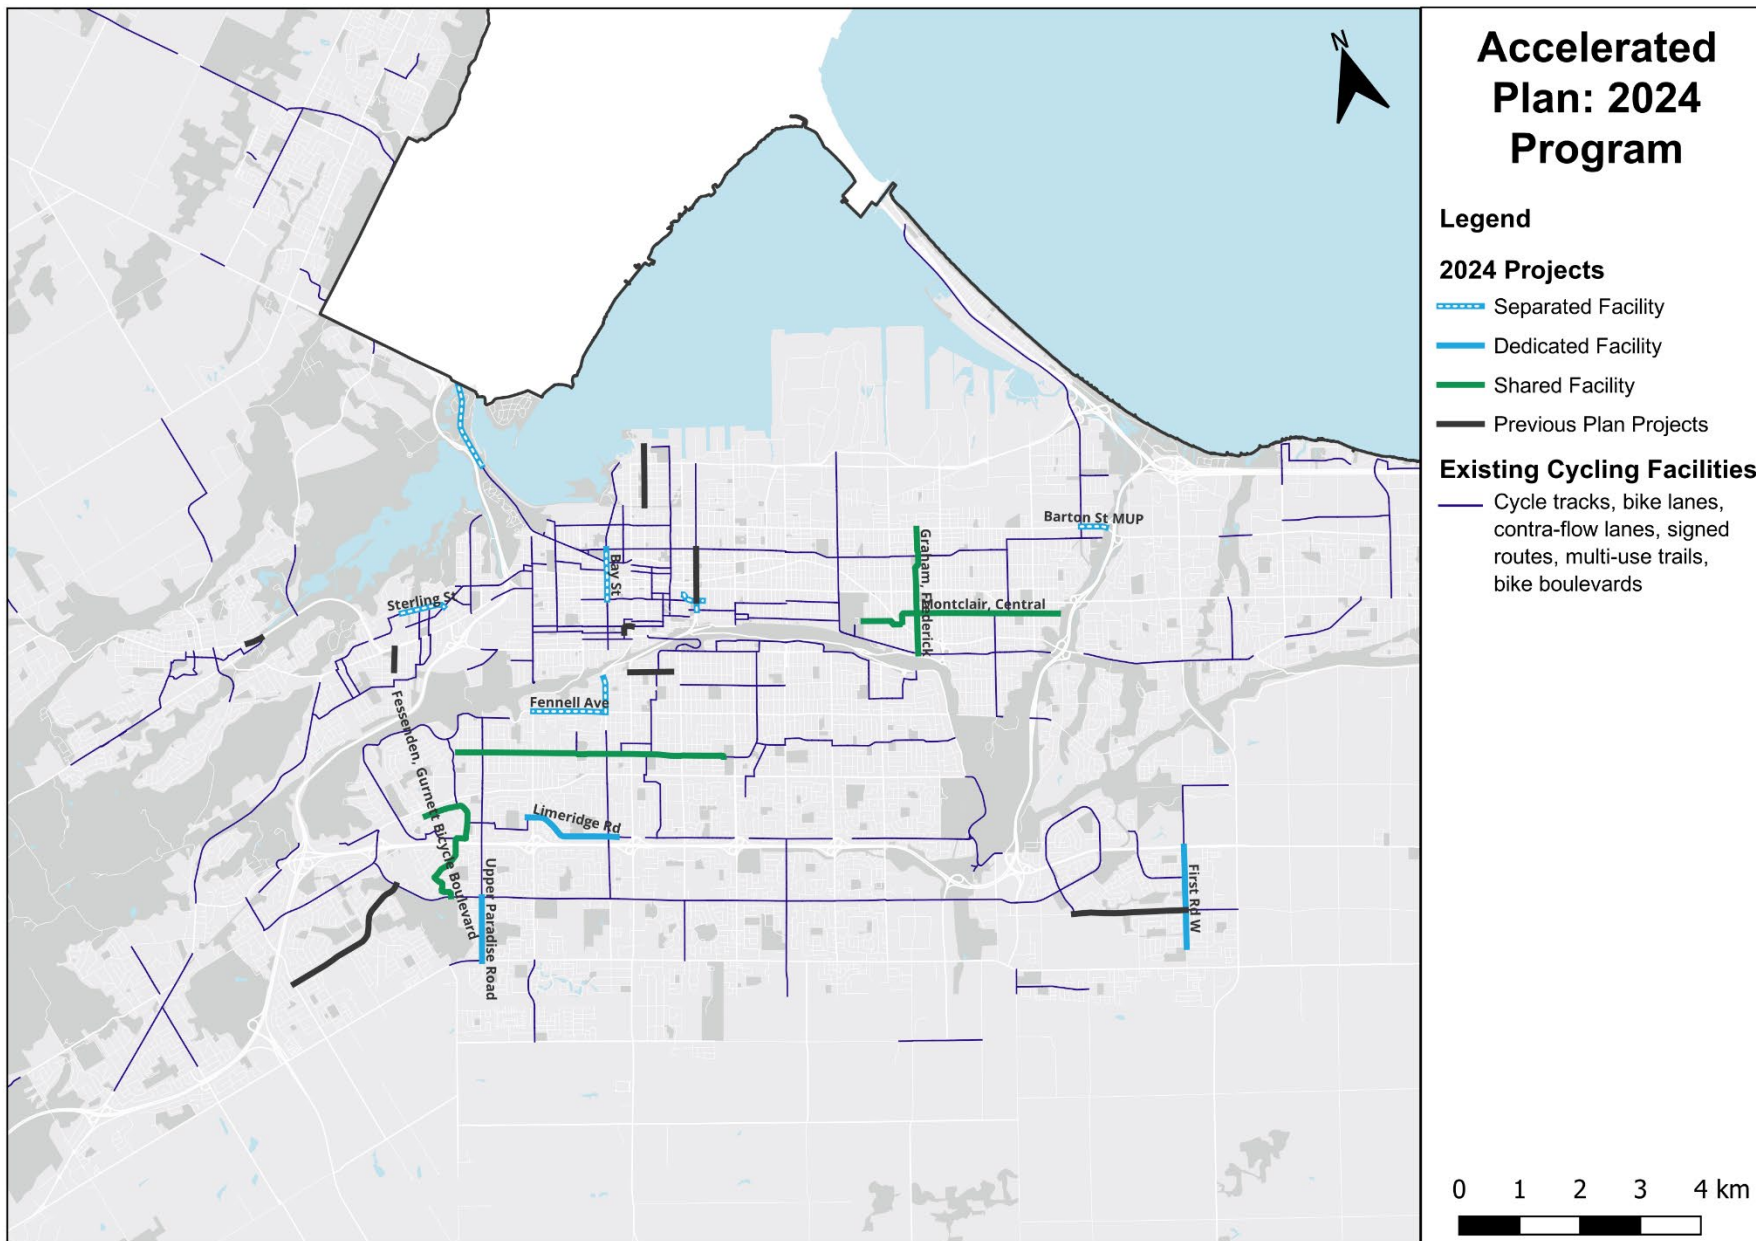 N
Accelerated
Plan: 2024
Program
Legend
2024 Projects
Separated Facility
Dedicated Facility
Shared Facility
Previous Plan Projects
Existing Cycling Facilities
Cycle tracks, bike lanes,
contra-flow lanes, signed
routes, multi-use trails,
bike boulevards
Barton St MUP
Graham, Frederick
Montclair, Central
Bay St
Sterling St
Fennell Ave
Fessenden, Gurnett Bicycle Boulevard
Limeridge Rd
Upper Paradise Road
First Rd W
0 1 2 3 4 km